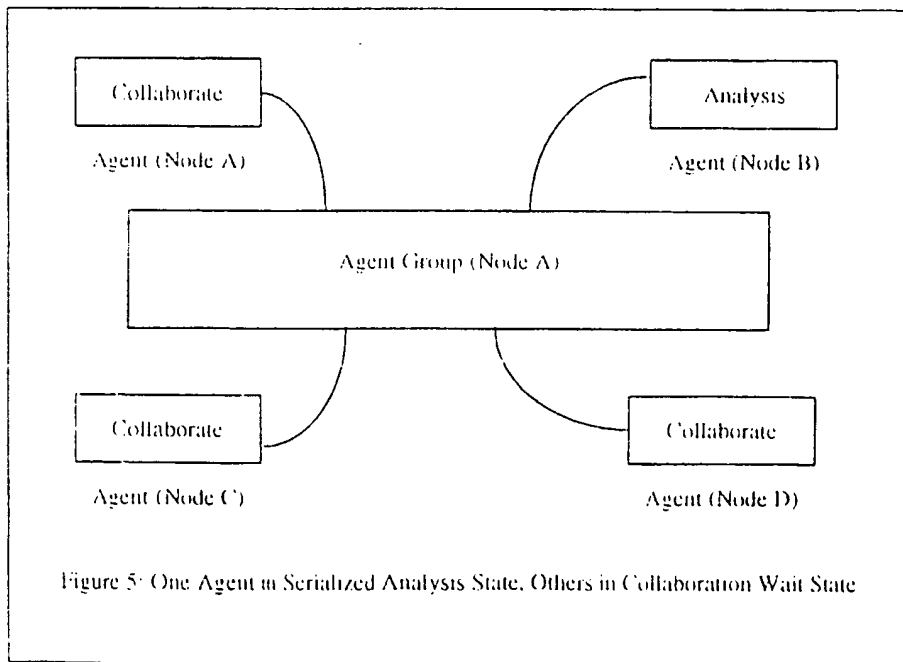 Collaborate
Analysis
Agent (Node A)
Agent (Node B)
Agent Group (Node A)
Collaborate
Collaborate
Agent (Node C)
Agent (Node D)
Figure 5: One Agent in Serialized Analysis State, Others in Collaboration Wait State